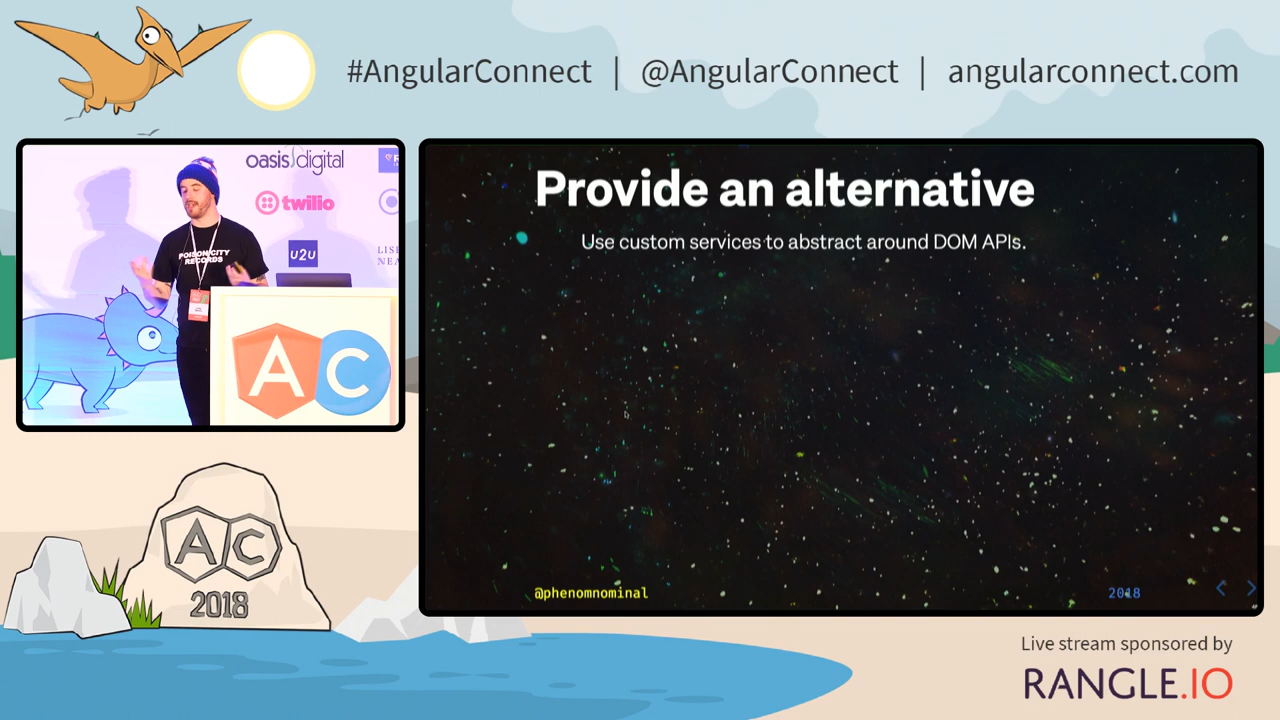 #AngularConnect | @AngularConnect | angularconnect.com
oasis digital
twilio
U2U
POISON CITY
RECORDS
AC
Provide an alternative
Use custom services to abstract around DOM APIs.
@phenomnominal
2018
AC
2018
Live stream sponsored by
RANGLE.IO